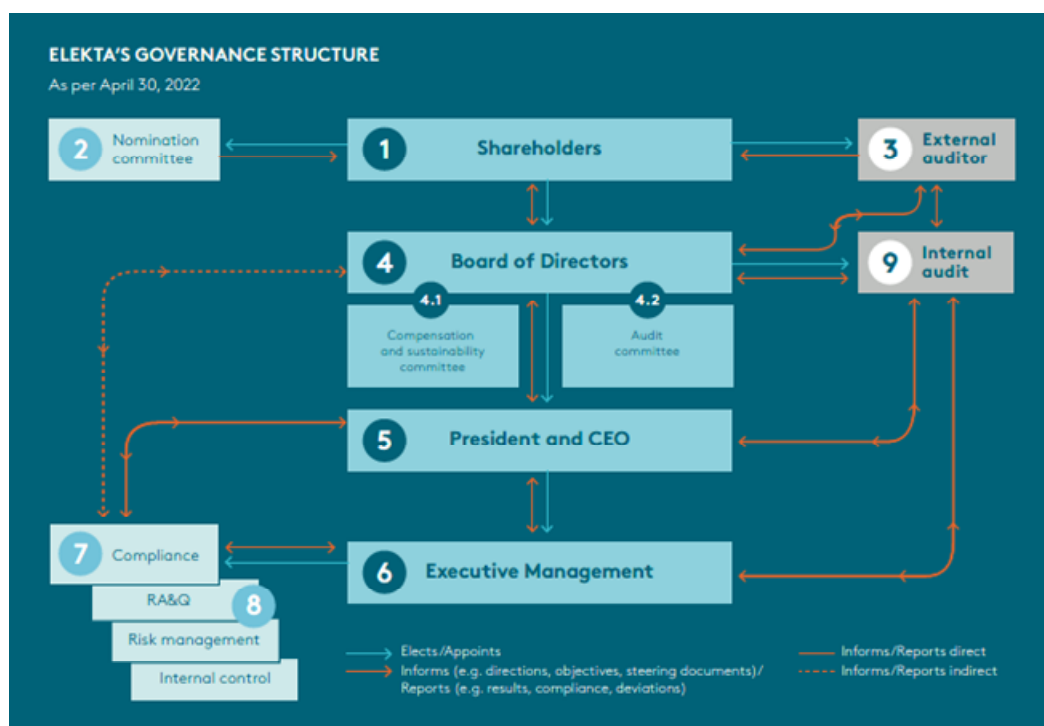 ELEKTA'S GOVERNANCE STRUCTURE
As per April 30, 2022
2
Nomination
committee
1
Shareholders
3
External
auditor
4
Board of Directors
9
Internal
audit
4.1
Compensation
and sustainability
committee
4.2
Audit
committee
5
President and CEO
7
Compliance
6
Executive Management
RA&Q
8
Risk management
Internal control
Elects/Appoints
Informs (e.g. directions, objectives, steering documents)/
Reports (e.g. results, compliance, deviations)
Informs/Reports direct
Informs/Reports indirect